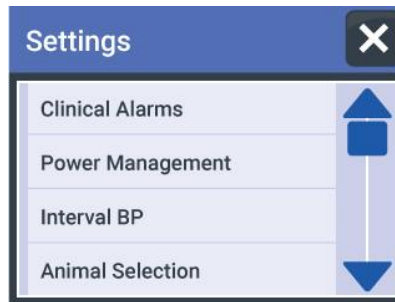 Settings
Clinical Alarms
Power Management
Interval BP
Animal Selection